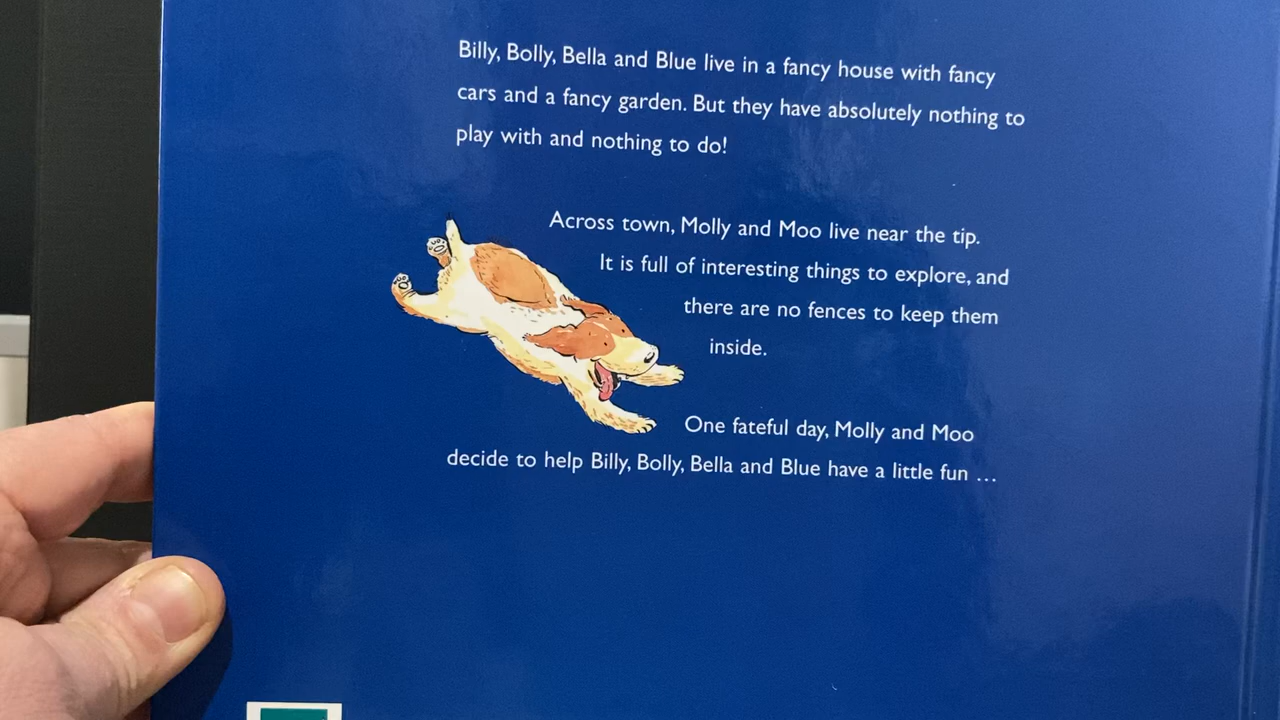 Billy, Bolly, Bella and Blue live in a fancy house with fancy
cars and a fancy garden. But they have absolutely nothing to
play with and nothing to do!
Across town, Molly and Moo live near the tip.
It is full of interesting things to explore, and
there are no fences to keep them
inside.
One fateful day, Molly and Moo
decide to help Billy, Bolly, Bella and Blue have a little fun ...